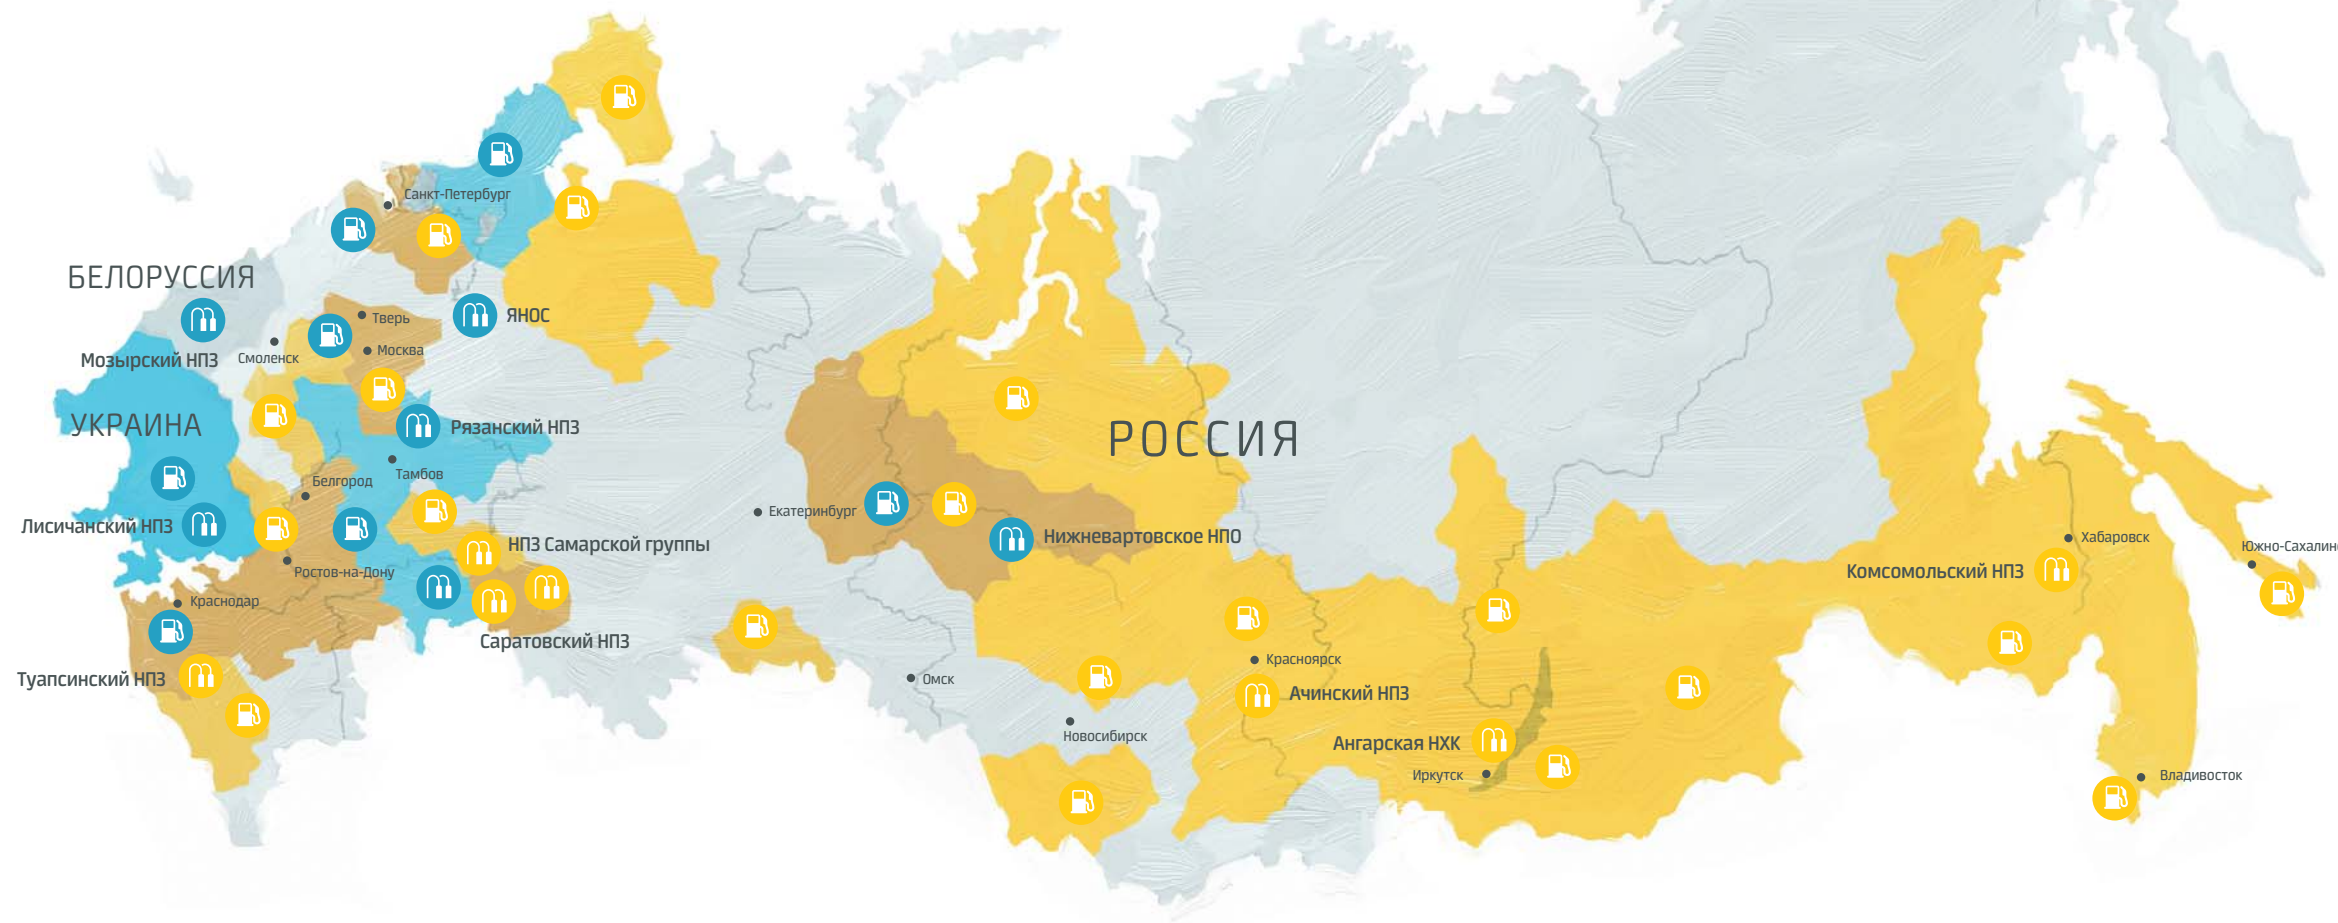 Санкт-Петербург
БЕЛОРУССИЯ
ЯНОС
Тверь
Москва
Смоленск
Мозырский НПЗ
УКРАИНА
Рязанский НПЗ
РОССИЯ
Тамбов
Белгород
Екатеринбург
Лисичанский НПЗ
Нижневартовское НПО
НПЗ Самарской группы
Хабаровск
Южно-Сахалинс
Ростов-на-Дону
Комсомольский НПЗ
Краснодар
Саратовский НПЗ
Красноярск
Туапсинский НПЗ
Омск
Ачинский НПЗ
Новосибирск
Ангарская НХК
Иркутск
Владивосток